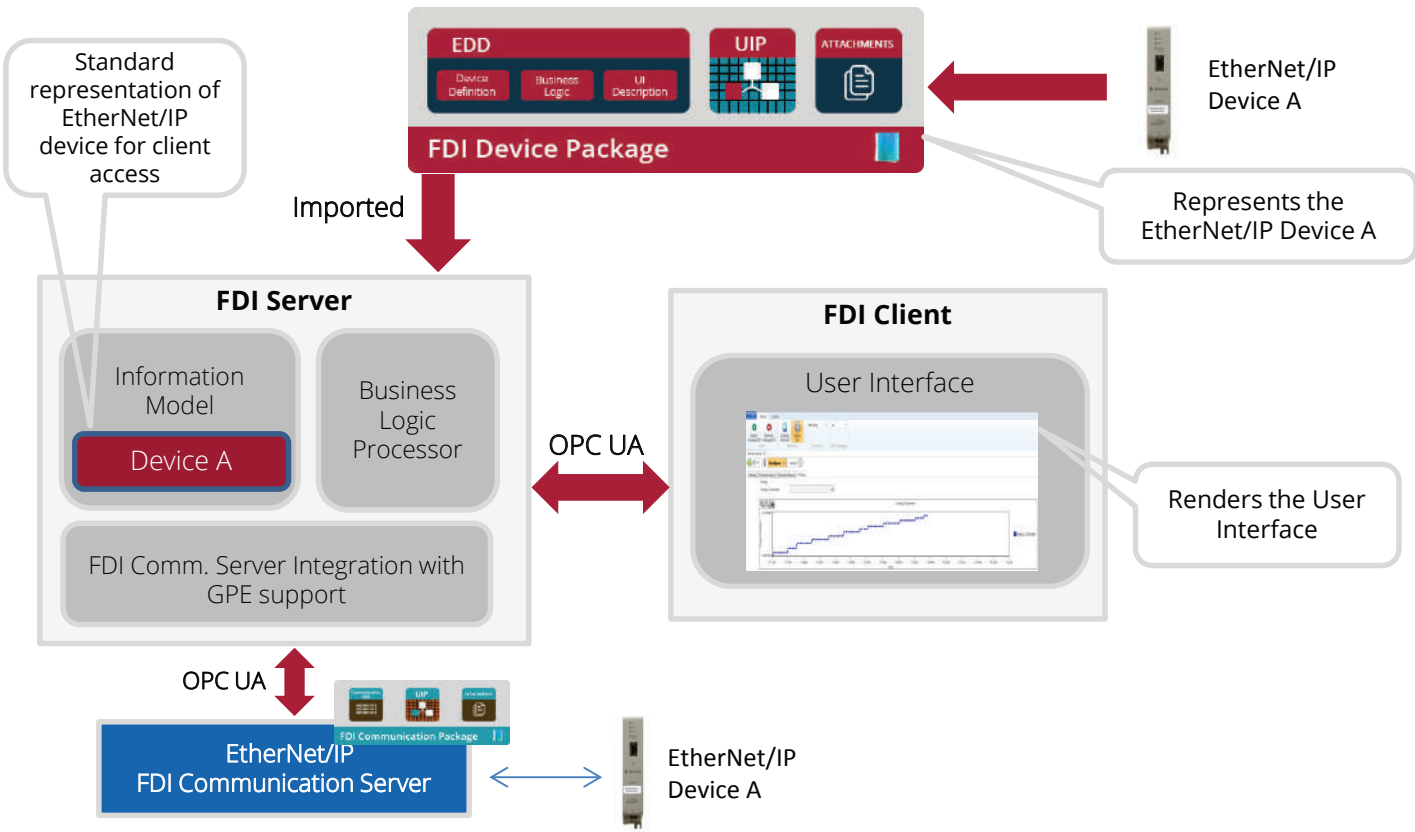 Standard
representation of
EtherNet/IP
device for client
access
EDD
Device
Definition
Business
Logic
UI
Description
UIP
ATTACHMENTS
FDI Device Package
EtherNet/IP
Device A
Represents the
EtherNet/IP Device A
Imported
FDI Server
Information
Model
Device A
Business
Logic
Processor
FDI Comm. Server Integration with
GPE support
OPC UA
FDI Client
User Interface
Renders the User
Interface
OPC UA
UIP
ATTACHMENTS
FDI Communication Package
EtherNet/IP
FDI Communication Server
EtherNet/IP
Device A